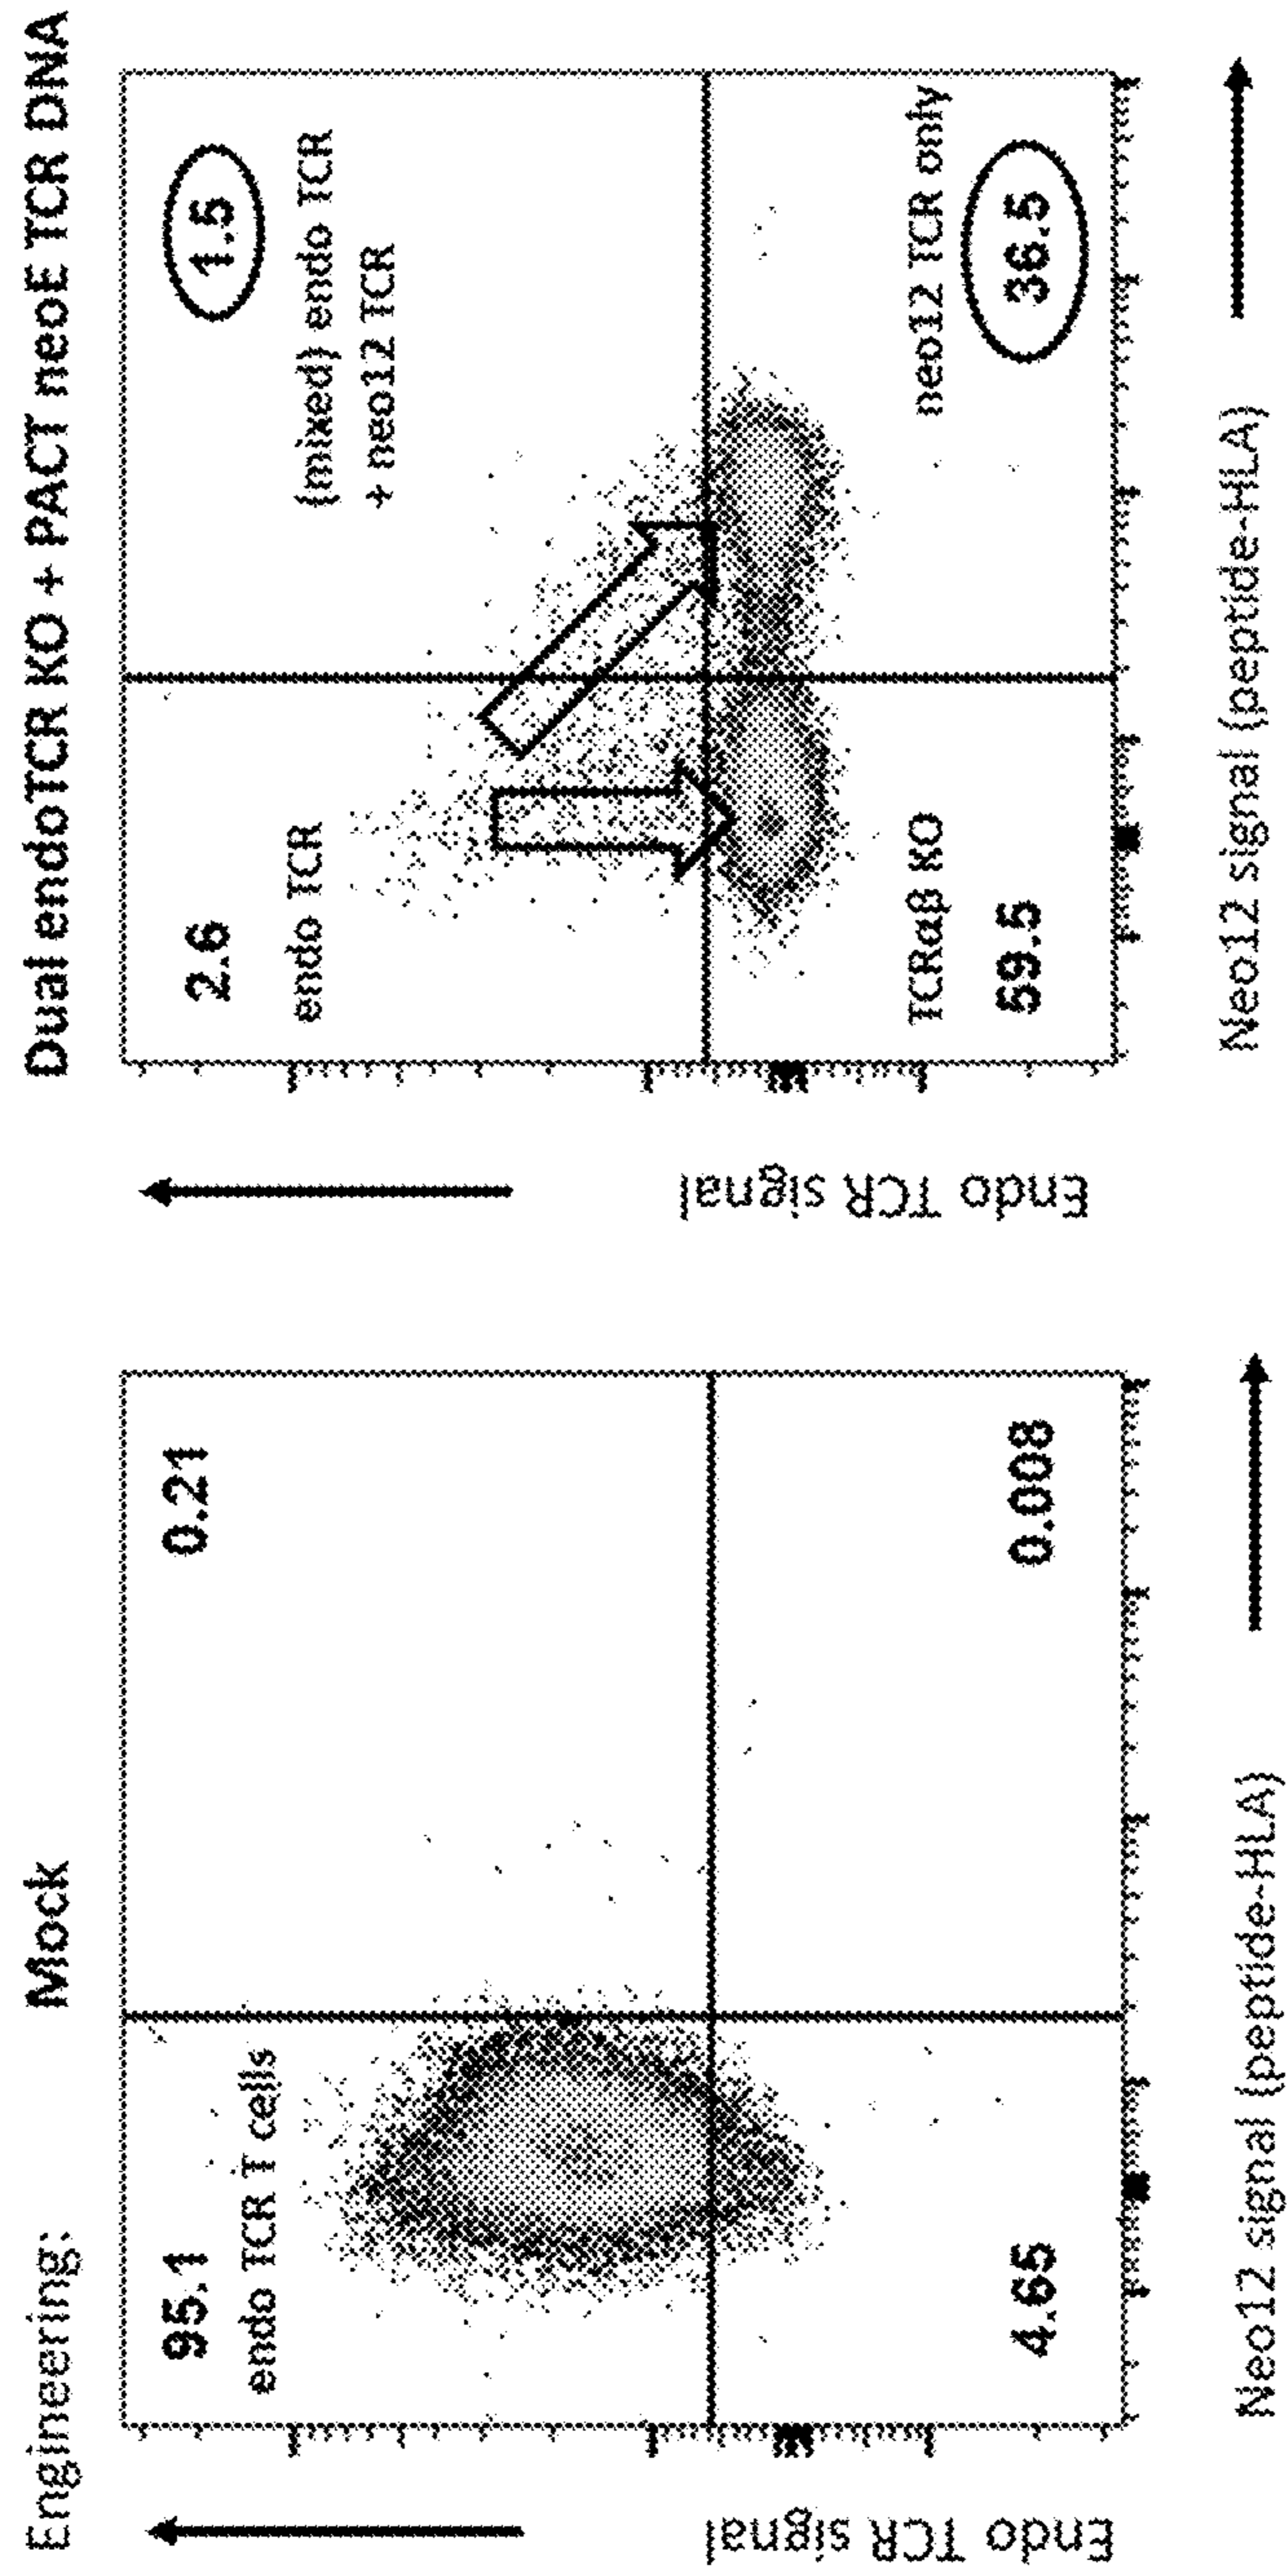 Engineering:
Mock
95.1
endo TCR T cells
0.21
4.65
0.008
Endo TCR signal
Neo12 signal (peptide-HLA)
Dual endoTCR KO + PACT neoE TCR DNA
2.6
endo TCR
1.5
(mixed) endo TCR
+ neo12 TCR
TCRαβ KO
59.5
neo12 TCR only
36.5
Endo TCR signal
Neo12 signal (peptide-HLA)